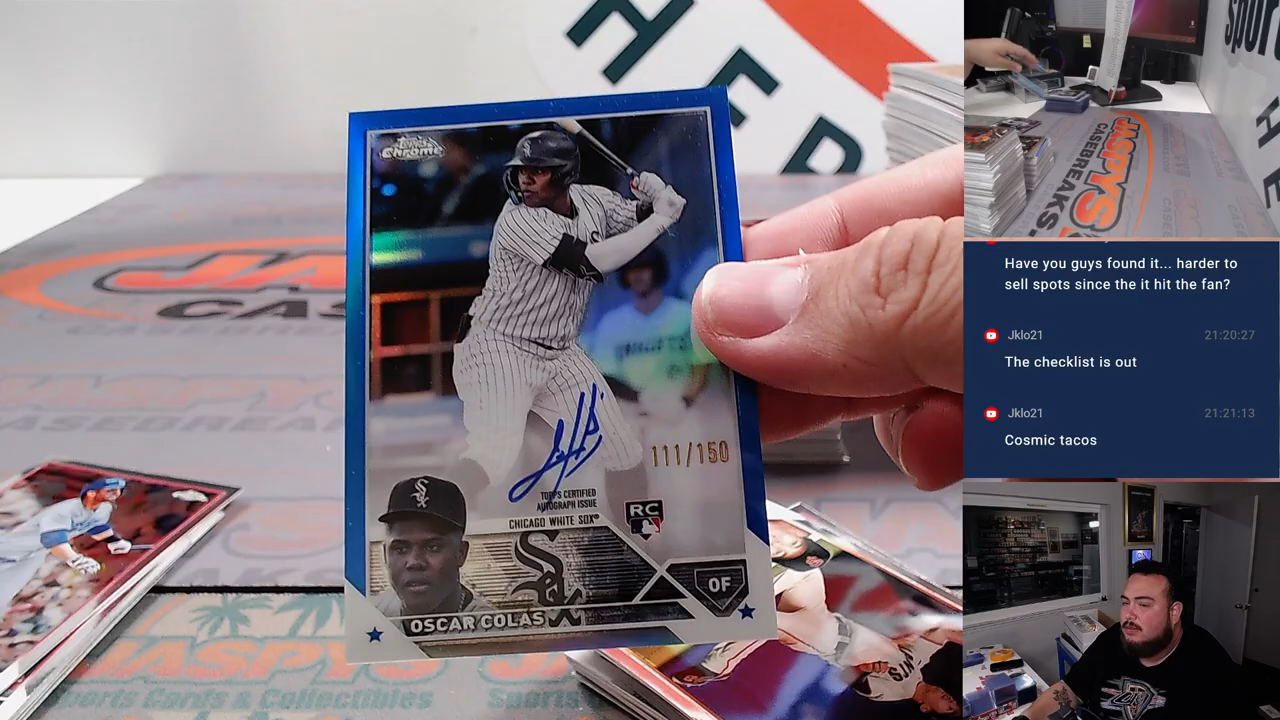 HER
Topps
Chrome
111/150
TOPPS CERTIFIED
AUTOGRAPH ISSUE
CHICAGO WHITE SOX
RC
OF
OSCAR COLAS
JASPYS
Sports Cards & Collectibles
JASPYS
CASEBREAKS
Have you guys found it... harder to
sell spots since the it hit the fan?
Jklo21 21:20:27
The checklist is out
Jklo21 21:21:13
Cosmic tacos